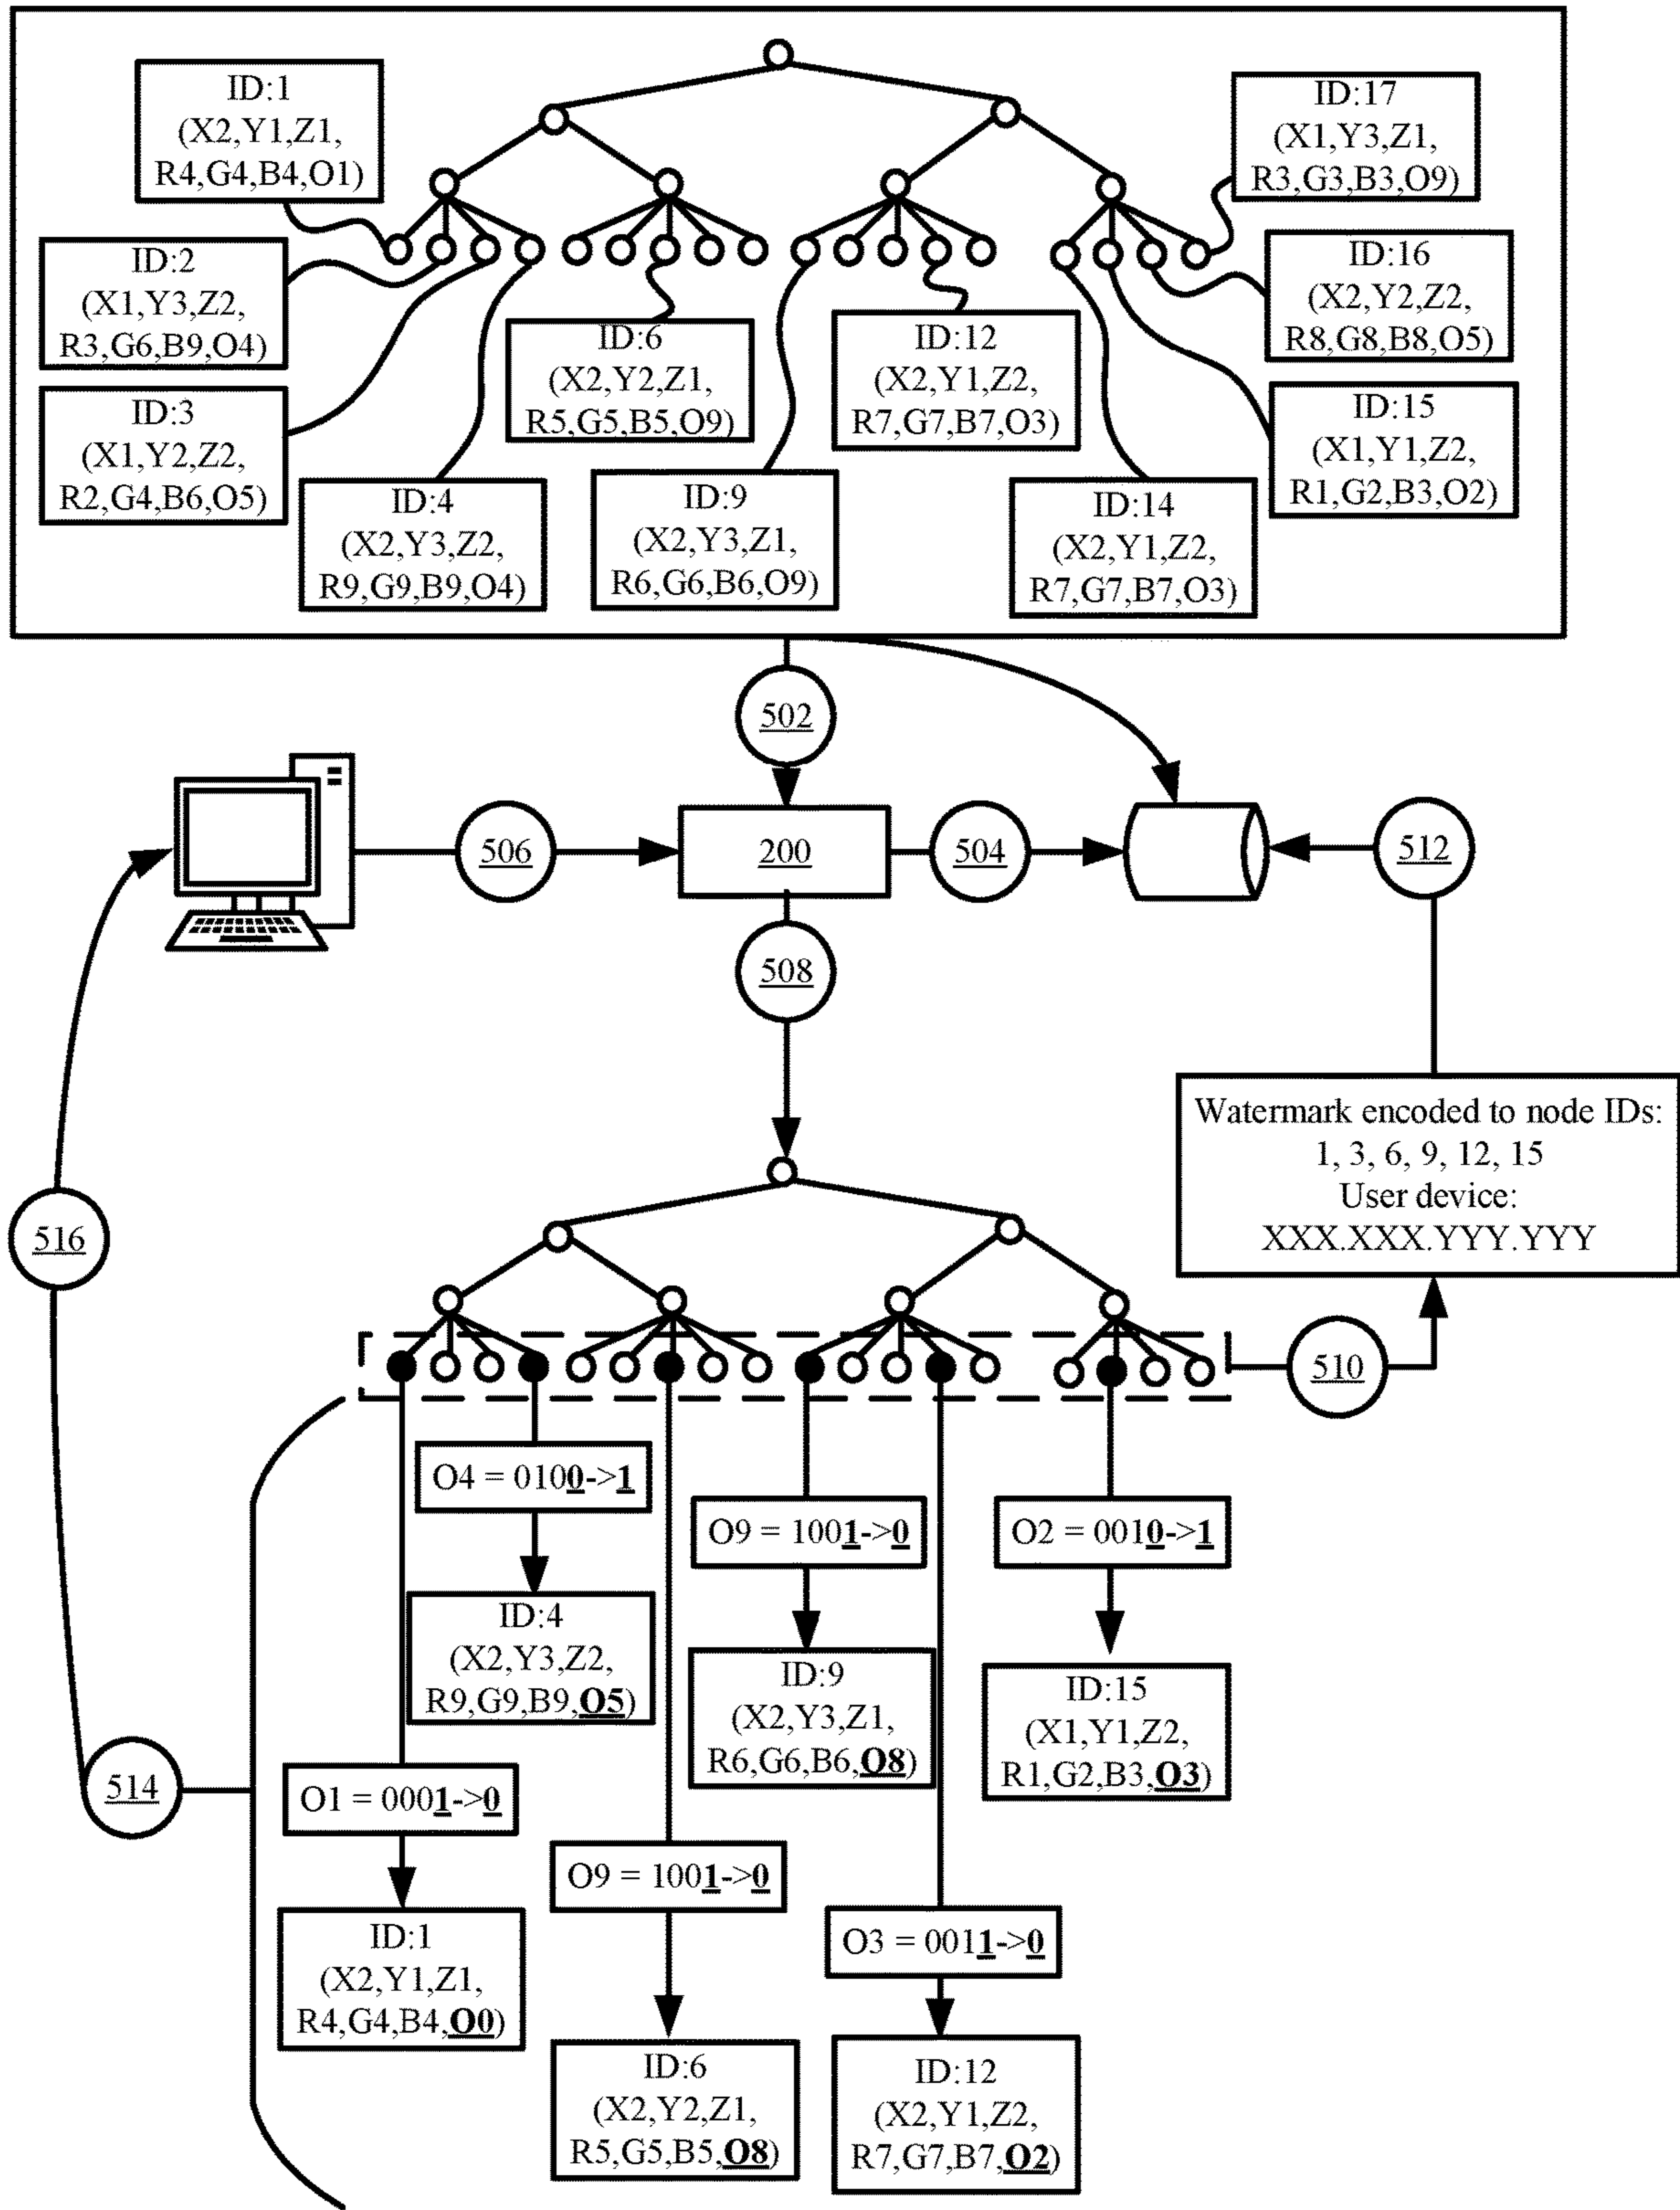 ID:1
(X2,Y1,Z1,
R4,G4,B4,O1)
ID:17
(X1,Y3,Z1,
R3,G3,B3,O9)
ID:2
(X1,Y3,Z2,
R3,G6,B9,O4)
ID:16
(X2,Y2,Z2,
R8,G8,B8,O5)
ID:6
(X2,Y2,Z1,
R5,G5,B5,O9)
ID:12
(X2,Y1,Z2,
R7,G7,B7,O3)
ID:3
(X1,Y2,Z2,
R2,G4,B6,O5)
ID:15
(X1,Y1,Z2,
R1,G2,B3,O2)
ID:4
(X2,Y3,Z2,
R9,G9,B9,O4)
ID:9
(X2,Y3,Z1,
R6,G6,B6,O9)
ID:14
(X2,Y1,Z2,
R7,G7,B7,O3)
502
506
200
504
512
508
Watermark encoded to node IDs:
1, 3, 6, 9, 12, 15
User device:
XXX.XXX.YYY.YYY
516
510
O4 = 0100->1
O9 = 1001->0
O2 = 0010->1
ID:4
(X2,Y3,Z2,
R9,G9,B9,O5)
ID:9
(X2,Y3,Z1,
R6,G6,B6,O8)
ID:15
(X1,Y1,Z2,
R1,G2,B3,O3)
514
O1 = 0001->0
O9 = 1001->0
O3 = 0011->0
ID:1
(X2,Y1,Z1,
R4,G4,B4,O0)
ID:6
(X2,Y2,Z1,
R5,G5,B5,O8)
ID:12
(X2,Y1,Z2,
R7,G7,B7,O2)